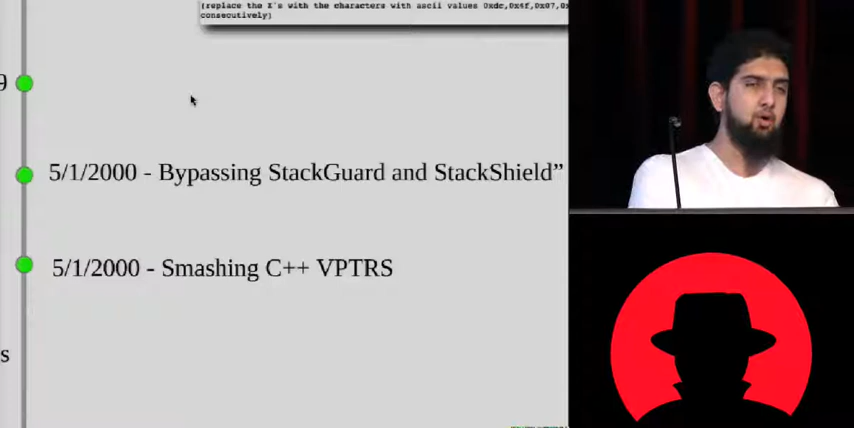 (replace the X's with the characters with ascii values 0xdc,0x4f,0x07,0
consecutively)
9
5/1/2000 - Bypassing StackGuard and StackShield”
5/1/2000 - Smashing C++ VPTRS
s